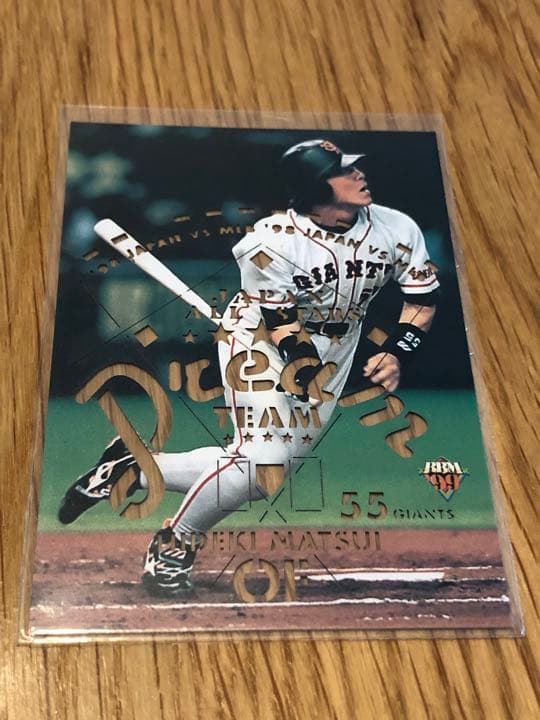 '98 JAPAN VS MLB '98 JAPAN VS M
GIANTS
JAPAN
ALL STARS
Dream
TEAM
BBM
'99
55 GIANTS
HIDEKI MATSUI
OF